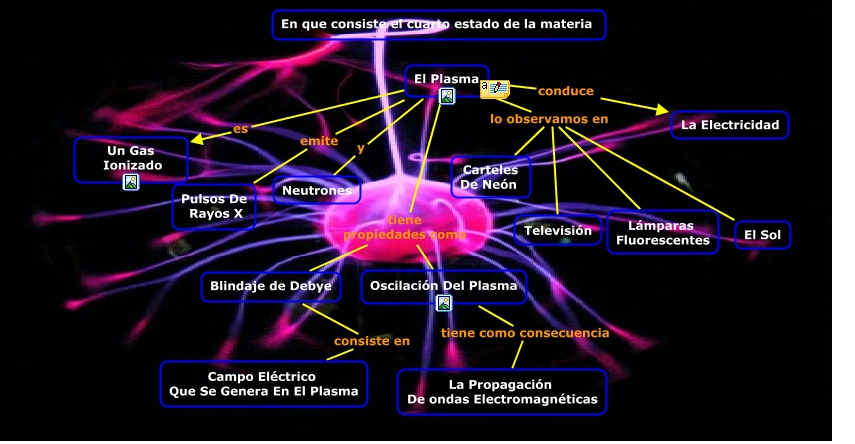 En que consiste el cuarto estado de la materia
El Plasma
a
conduce
La Electricidad
lo observamos en
es
emite
y
Un Gas
Ionizado
Pulsos De
Rayos X
Neutrones
Carteles
De Neón
Televisión
Lámparas
Fluorescentes
El Sol
tiene
propiedades como
Blindaje de Debye
Oscilación Del Plasma
consiste en
tiene como consecuencia
Campo Eléctrico
Que Se Genera En El Plasma
La Propagación
De ondas Electromagnéticas